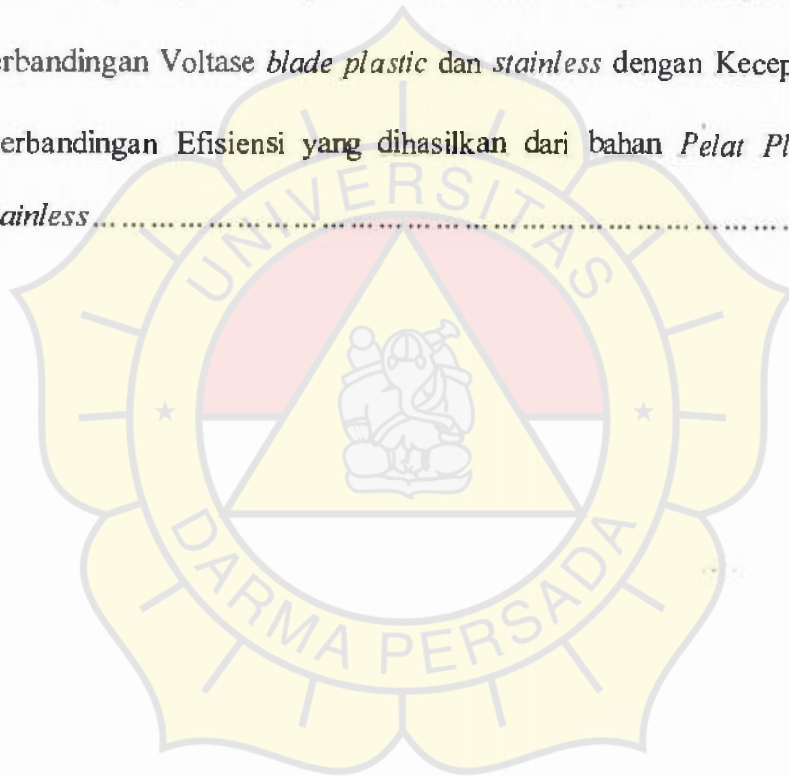 erbandingan Voltase blade plastic dan stainless dengan Kecep
erbandingan Efisiensi yang dihasilkan dari bahan Pelat Pl
ainless........................................................................
UNIVERSITAS
DARMA PERSADA